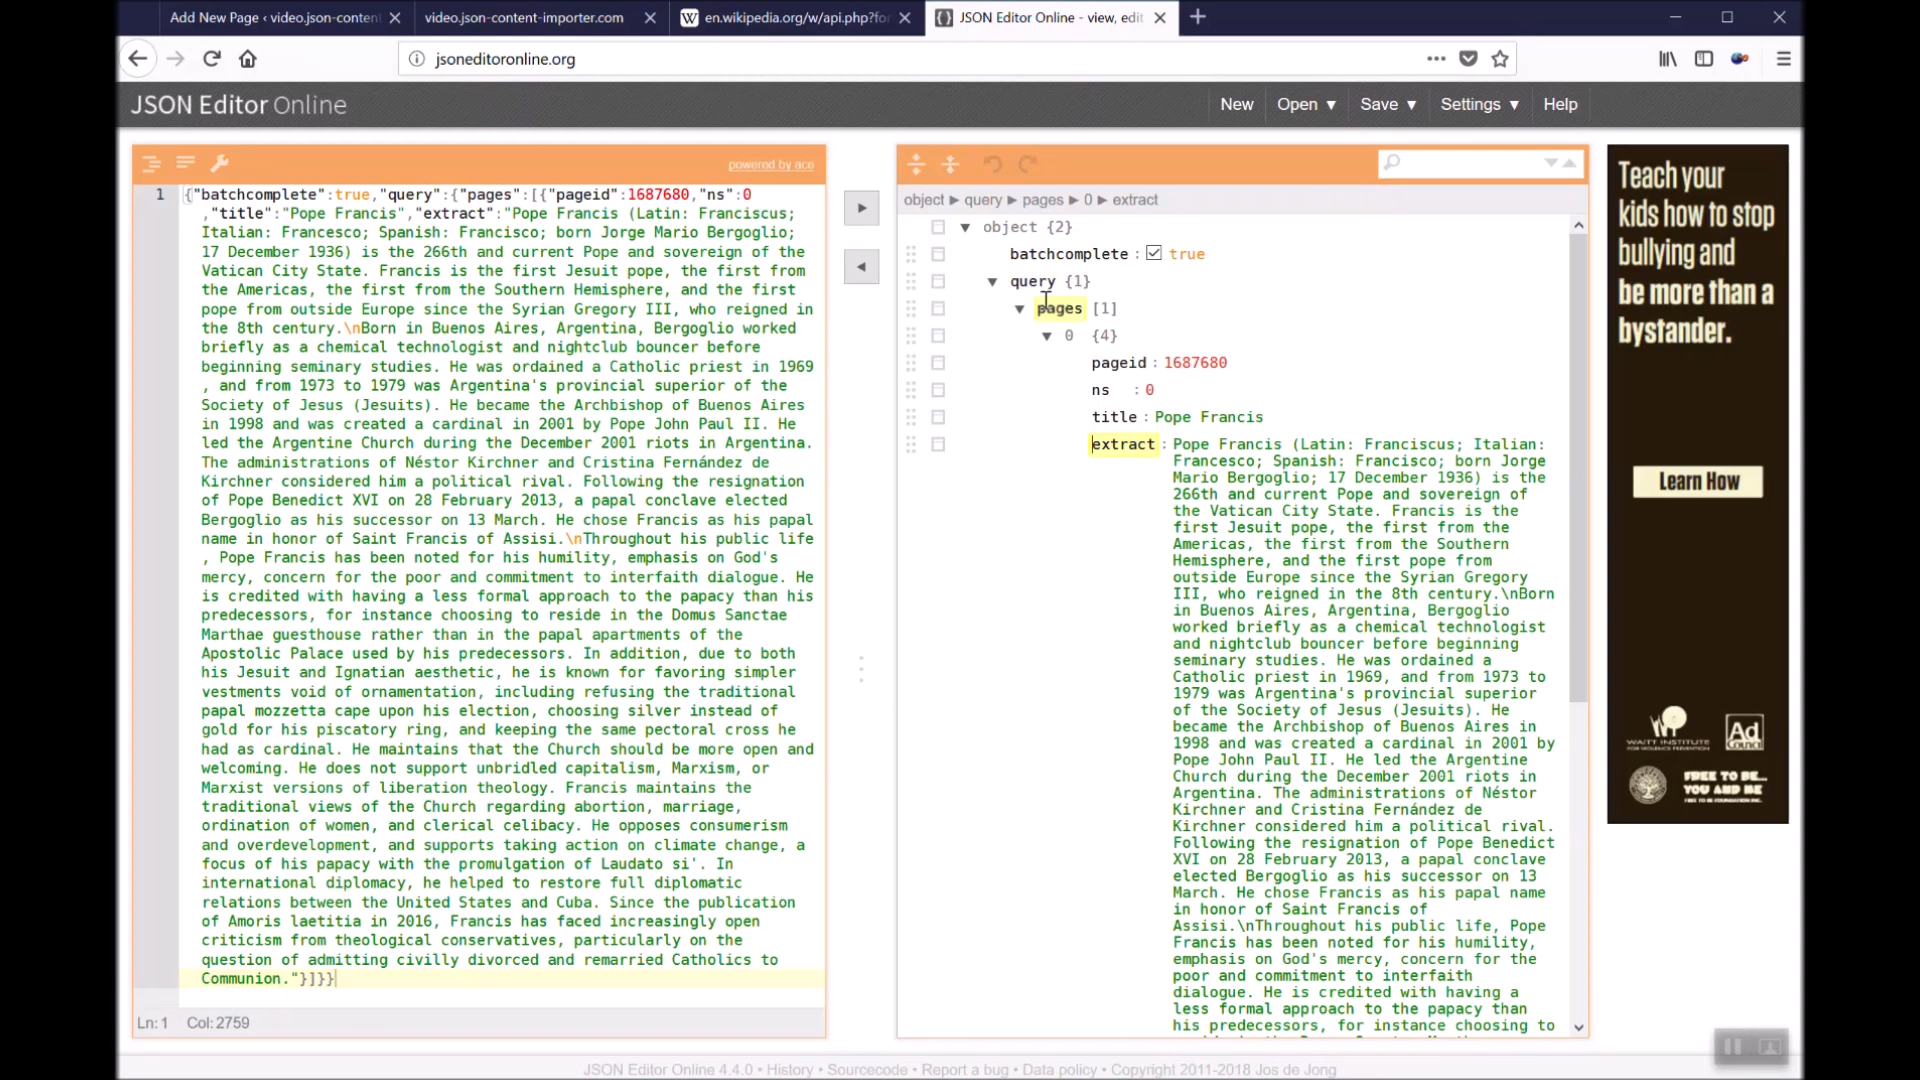 Add New Page ‹ video.json-conten
video.json-content-importer.com
W en.wikipedia.org/w/api.php?for
JSON Editor Online - view, edi
jsoneditoronline.org
JSON Editor Online
New
Open ▼
Save ▼
Settings ▼
Help
powered by ace
1 {"batchcomplete":true,"query":{"pages":[{"pageid":1687680,"ns":0
,"title":"Pope Francis","extract":"Pope Francis (Latin: Franciscus;
Italian: Francesco; Spanish: Francisco; born Jorge Mario Bergoglio;
17 December 1936) is the 266th and current Pope and sovereign of the
Vatican City State. Francis is the first Jesuit pope, the first from
the Americas, the first from the Southern Hemisphere, and the first
pope from outside Europe since the Syrian Gregory III, who reigned in
the 8th century.\nBorn in Buenos Aires, Argentina, Bergoglio worked
briefly as a chemical technologist and nightclub bouncer before
beginning seminary studies. He was ordained a Catholic priest in 1969
, and from 1973 to 1979 was Argentina's provincial superior of the
Society of Jesus (Jesuits). He became the Archbishop of Buenos Aires
in 1998 and was created a cardinal in 2001 by Pope John Paul II. He
led the Argentine Church during the December 2001 riots in Argentina.
The administrations of Néstor Kirchner and Cristina Fernández de
Kirchner considered him a political rival. Following the resignation
of Pope Benedict XVI on 28 February 2013, a papal conclave elected
Bergoglio as his successor on 13 March. He chose Francis as his papal
name in honor of Saint Francis of Assisi.\nThroughout his public life
, Pope Francis has been noted for his humility, emphasis on God's
mercy, concern for the poor and commitment to interfaith dialogue. He
is credited with having a less formal approach to the papacy than his
predecessors, for instance choosing to reside in the Domus Sanctae
Marthae guesthouse rather than in the papal apartments of the
Apostolic Palace used by his predecessors. In addition, due to both
his Jesuit and Ignatian aesthetic, he is known for favoring simpler
vestments void of ornamentation, including refusing the traditional
papal mozzetta cape upon his election, choosing silver instead of
gold for his piscatory ring, and keeping the same pectoral cross he
had as cardinal. He maintains that the Church should be more open and
welcoming. He does not support unbridled capitalism, Marxism, or
Marxist versions of liberation theology. Francis maintains the
traditional views of the Church regarding abortion, marriage,
ordination of women, and clerical celibacy. He opposes consumerism
and overdevelopment, and supports taking action on climate change, a
focus of his papacy with the promulgation of Laudato si'. In
international diplomacy, he helped to restore full diplomatic
relations between the United States and Cuba. Since the publication
of Amoris laetitia in 2016, Francis has faced increasingly open
criticism from theological conservatives, particularly on the
question of admitting civilly divorced and remarried Catholics to
Communion."}]}}
Ln:1 Col:2759
object ► query ► pages ► 0 ► extract
object {2}
batchcomplete : true
query {1}
pages [1]
0 {4}
pageid : 1687680
ns : 0
title : Pope Francis
extract : Pope Francis (Latin: Franciscus; Italian:
Francesco; Spanish: Francisco; born Jorge
Mario Bergoglio; 17 December 1936) is the
266th and current Pope and sovereign of
the Vatican City State. Francis is the
first Jesuit pope, the first from the
Americas, the first from the Southern
Hemisphere, and the first pope from
outside Europe since the Syrian Gregory
III, who reigned in the 8th century.\nBorn
in Buenos Aires, Argentina, Bergoglio
worked briefly as a chemical technologist
and nightclub bouncer before beginning
seminary studies. He was ordained a
Catholic priest in 1969, and from 1973 to
1979 was Argentina's provincial superior
of the Society of Jesus (Jesuits). He
became the Archbishop of Buenos Aires in
1998 and was created a cardinal in 2001 by
Pope John Paul II. He led the Argentine
Church during the December 2001 riots in
Argentina. The administrations of Néstor
Kirchner and Cristina Fernández de
Kirchner considered him a political rival.
Following the resignation of Pope Benedict
XVI on 28 February 2013, a papal conclave
elected Bergoglio as his successor on 13
March. He chose Francis as his papal name
in honor of Saint Francis of
Assisi.\nThroughout his public life, Pope
Francis has been noted for his humility,
emphasis on God's mercy, concern for the
poor and commitment to interfaith
dialogue. He is credited with having a
less formal approach to the papacy than
his predecessors, for instance choosing to
Teach your
kids how to stop
bullying and
be more than a
bystander.
Learn How
WAITT INSTITUTE
FOR VIOLENCE PREVENTION
Ad
Council
FREE TO BE...
YOU AND ME
JSON Editor Online 4.4.0 • History • Sourcecode • Report a bug • Data policy • Copyright 2011-2018 Jos de Jong